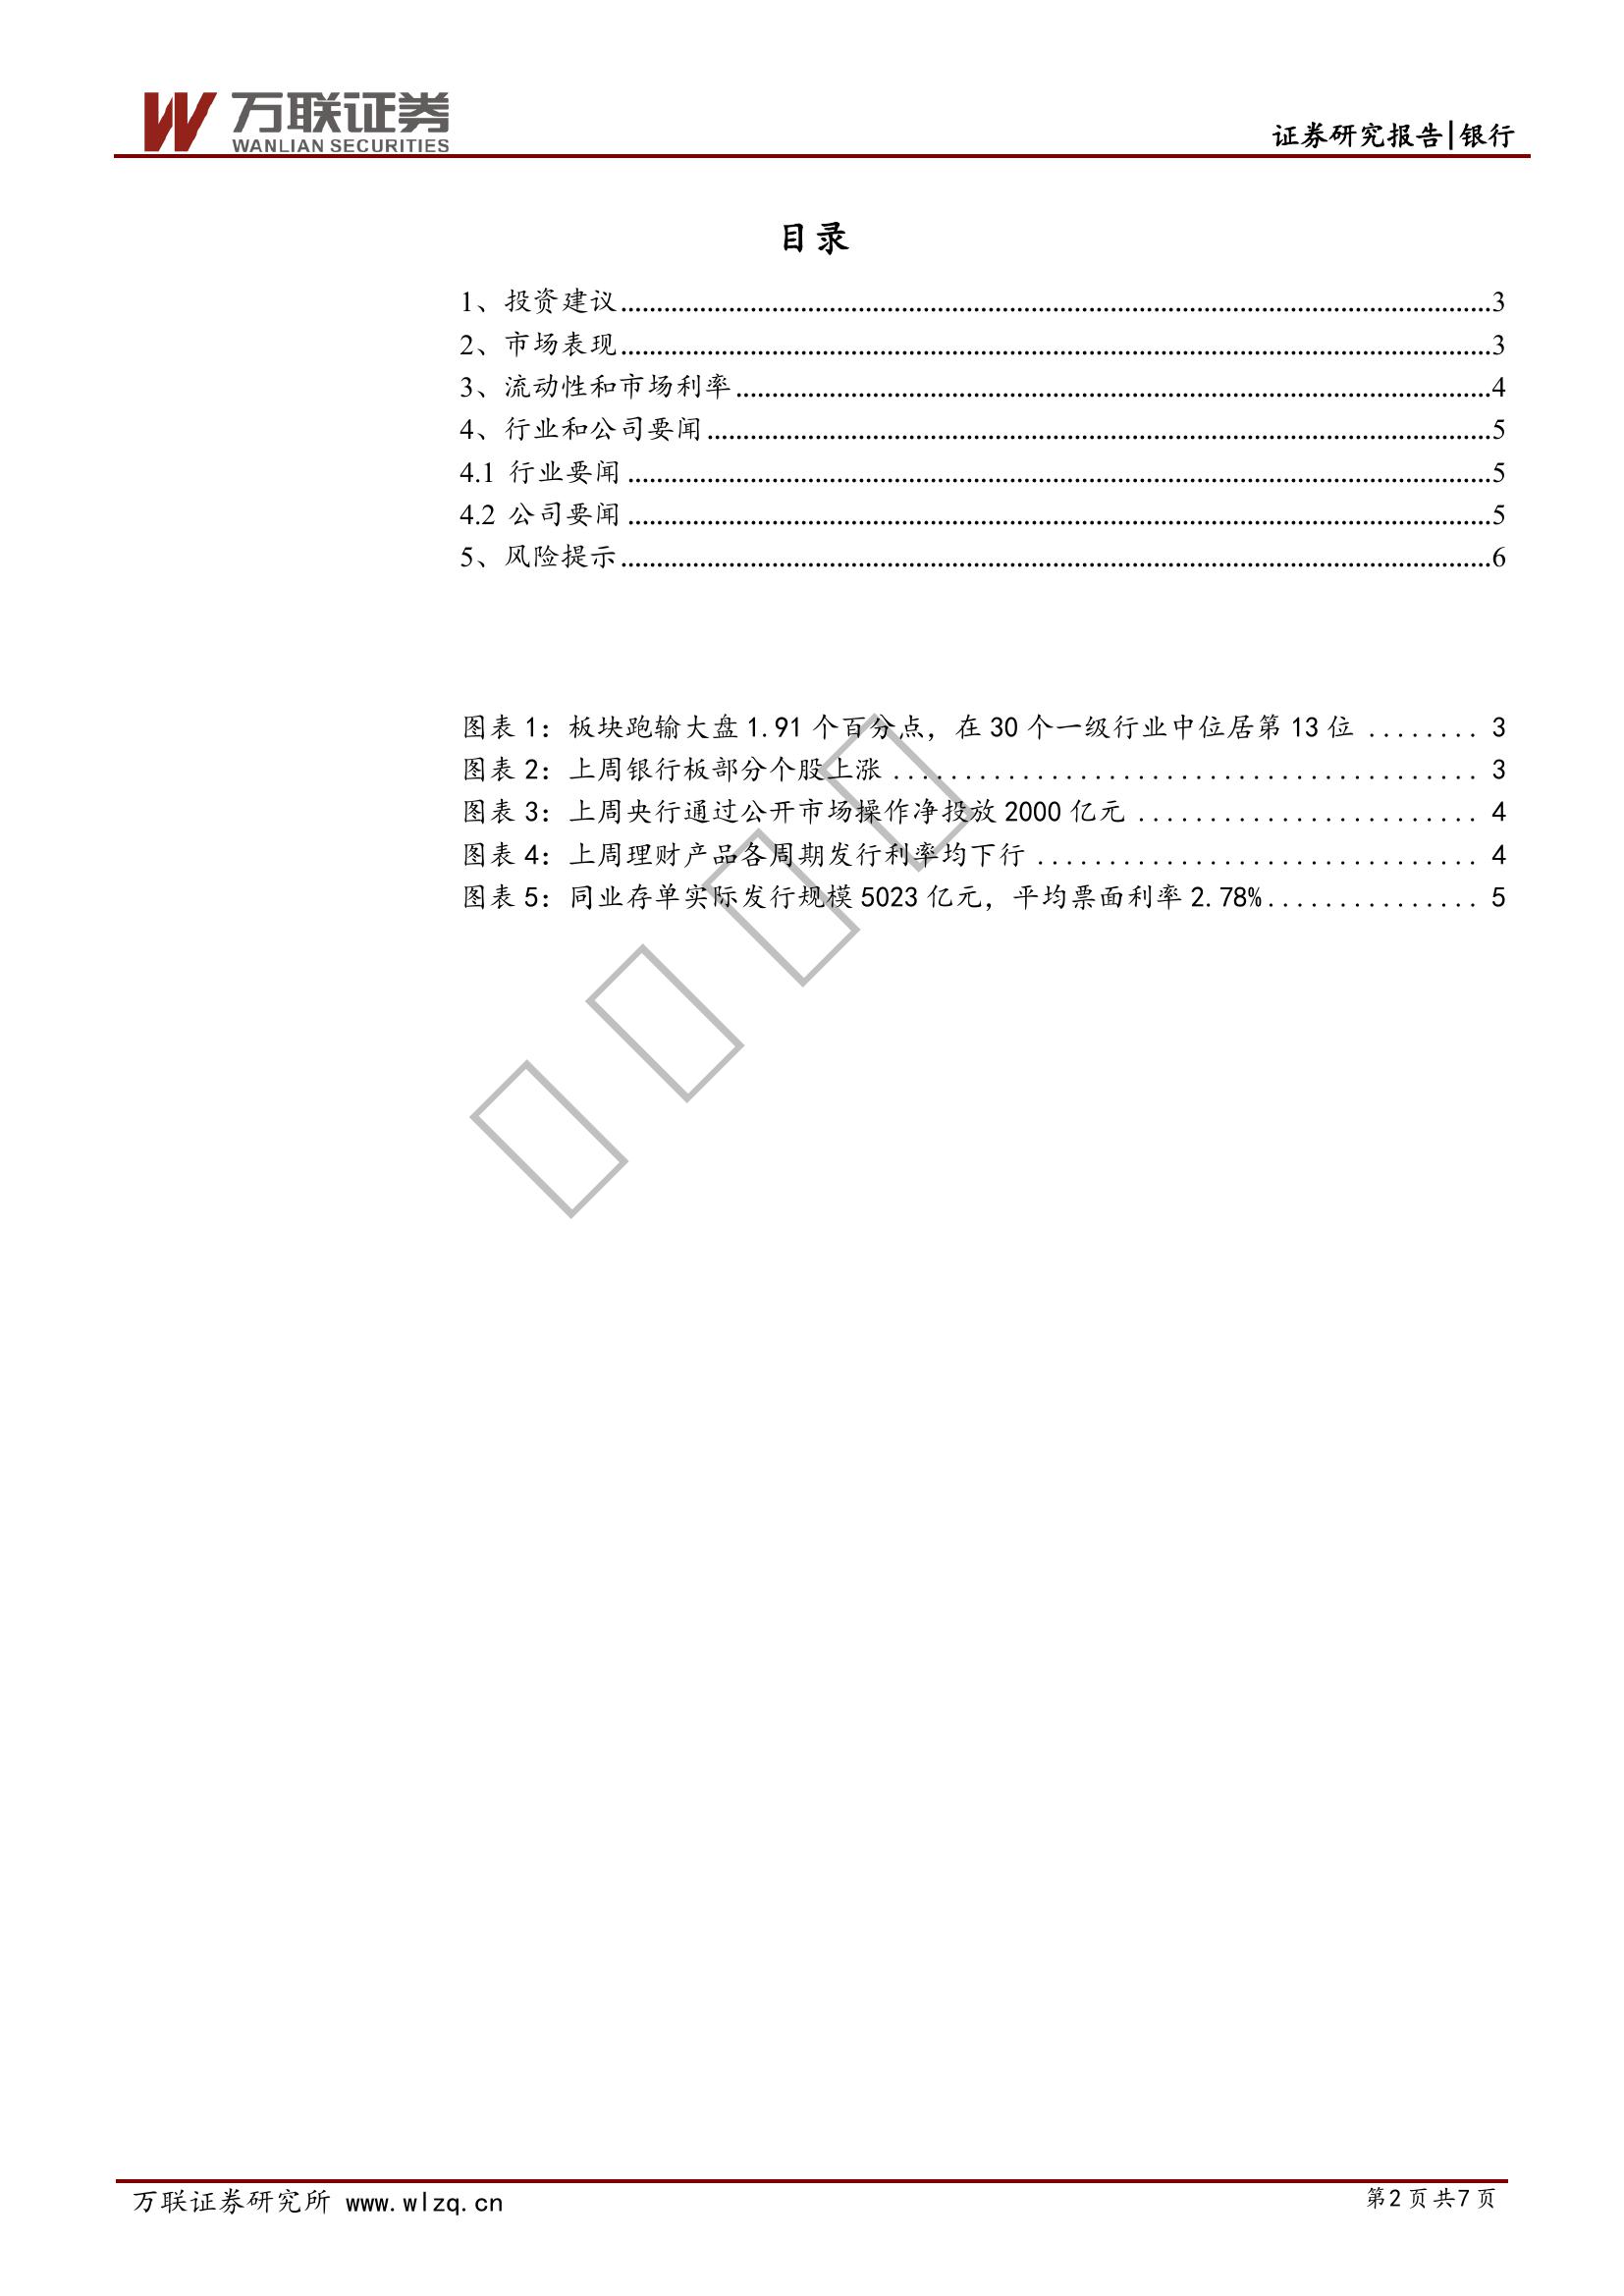 万联证券
WANLIAN SECURITIES
证券研究报告|银行
目录
1、投资建议...3
2、市场表现...3
3、流动性和市场利率...4
4、行业和公司要闻...5
4.1 行业要闻...5
4.2 公司要闻...5
5、风险提示...6
图表 1：板块跑输大盘 1.91 个百分点，在 30 个一级行业中位居第 13 位 ........ 3
图表 2：上周银行板部分个股上涨 ........ 3
图表 3：上周央行通过公开市场操作净投放 2000 亿元 ........ 4
图表 4：上周理财产品各周期发行利率均下行 ........ 4
图表 5：同业存单实际发行规模 5023 亿元，平均票面利率 2.78%........ 5
万联证券研究所 www.wlzq.cn
第2页共7页